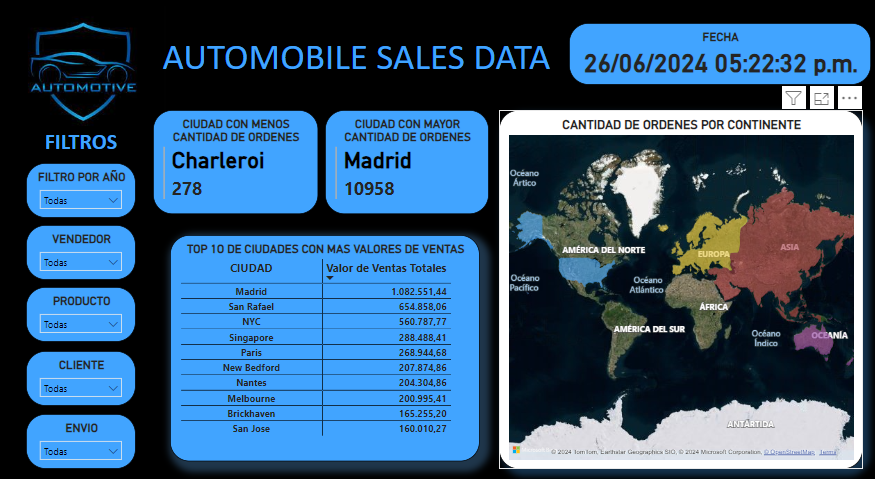 AUTOMOTIVE
AUTOMOBILE SALES DATA
FECHA
26/06/2024 05:22:32 p.m.
FILTROS
FILTRO POR AÑO
Todas
VENDEDOR
Todas
PRODUCTO
Todas
CLIENTE
Todas
ENVIO
Todas
CIUDAD CON MENOS
CANTIDAD DE ORDENES
Charleroi
278
CIUDAD CON MAYOR
CANTIDAD DE ORDENES
Madrid
10958
TOP 10 DE CIUDADES CON MAS VALORES DE VENTAS
CIUDAD Valor de Ventas Totales
Madrid 1.082.551,44
San Rafael 654.858,06
NYC 560.787,77
Singapore 288.488,41
Paris 268.944,68
New Bedford 207.874,86
Nantes 204.304,86
Melbourne 200.995,41
Brickhaven 165.255,20
San Jose 160.010,27
CANTIDAD DE ORDENES POR CONTINENTE
Océano
Ártico
AMÉRICA DEL NORTE
EUROPA
ASIA
Océano
Pacífico
Océano
Atlántico
ÁFRICA
AMÉRICA DEL SUR
Océano
Índico
OCEANÍA
ANTÁRTIDA
© 2024 TomTom, Earthstar Geographics SIO, © 2024 Microsoft Corporation, © OpenStreetMap Terms